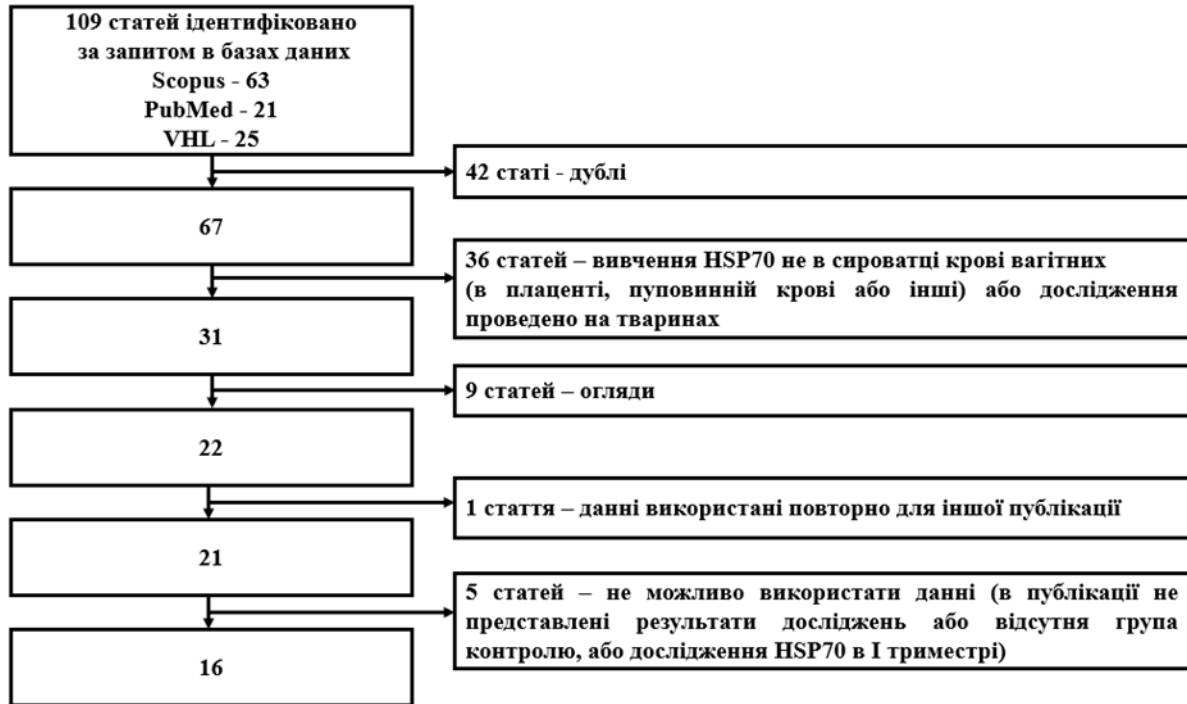 109 статей ідентифіковано
за запитом в базах даних
Scopus - 63
PubMed - 21
VHL - 25
42 статі - дублі
67
36 статей – вивчення HSP70 не в сироватці крові вагітних
(в плаценті, пуповинній крові або інші) або дослідження
проведено на тваринах
31
9 статей – огляди
22
1 стаття – данні використані повторно для іншої публікації
21
5 статей – не можливо використати данні (в публікації не
представлені результати досліджень або відсутня група
контролю, або дослідження HSP70 в І триместрі)
16